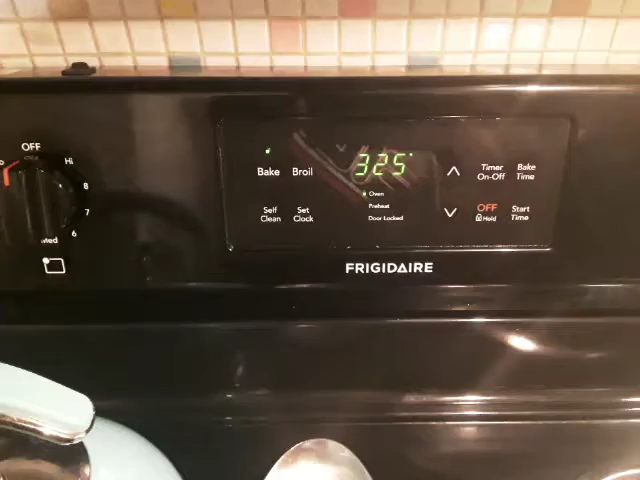 OFF
Hi
8
7
6
Med
Bake Broil
Self Clean
Set Clock
325°
Oven
Preheat
Door Locked
Timer On-Off
Bake Time
OFF
Hold
Start Time
FRIGIDAIRE